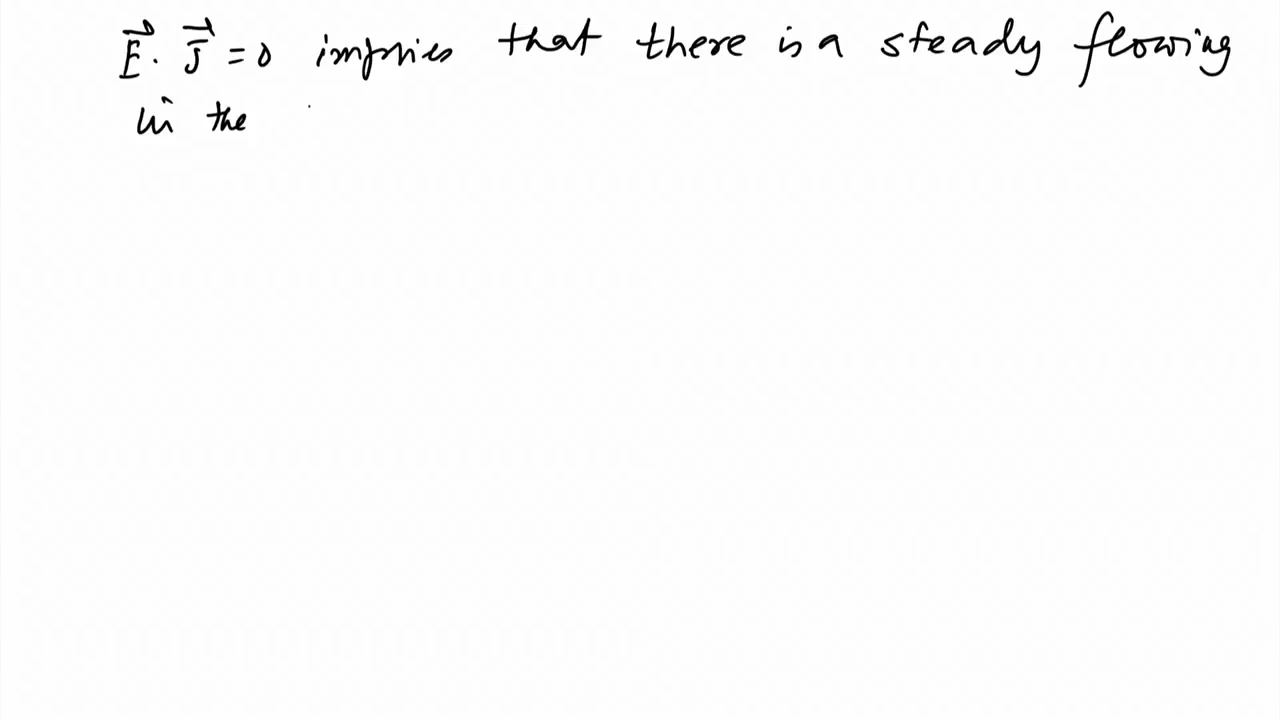 E⃗. J⃗ = 0 implies that there is a steady flowing
in the